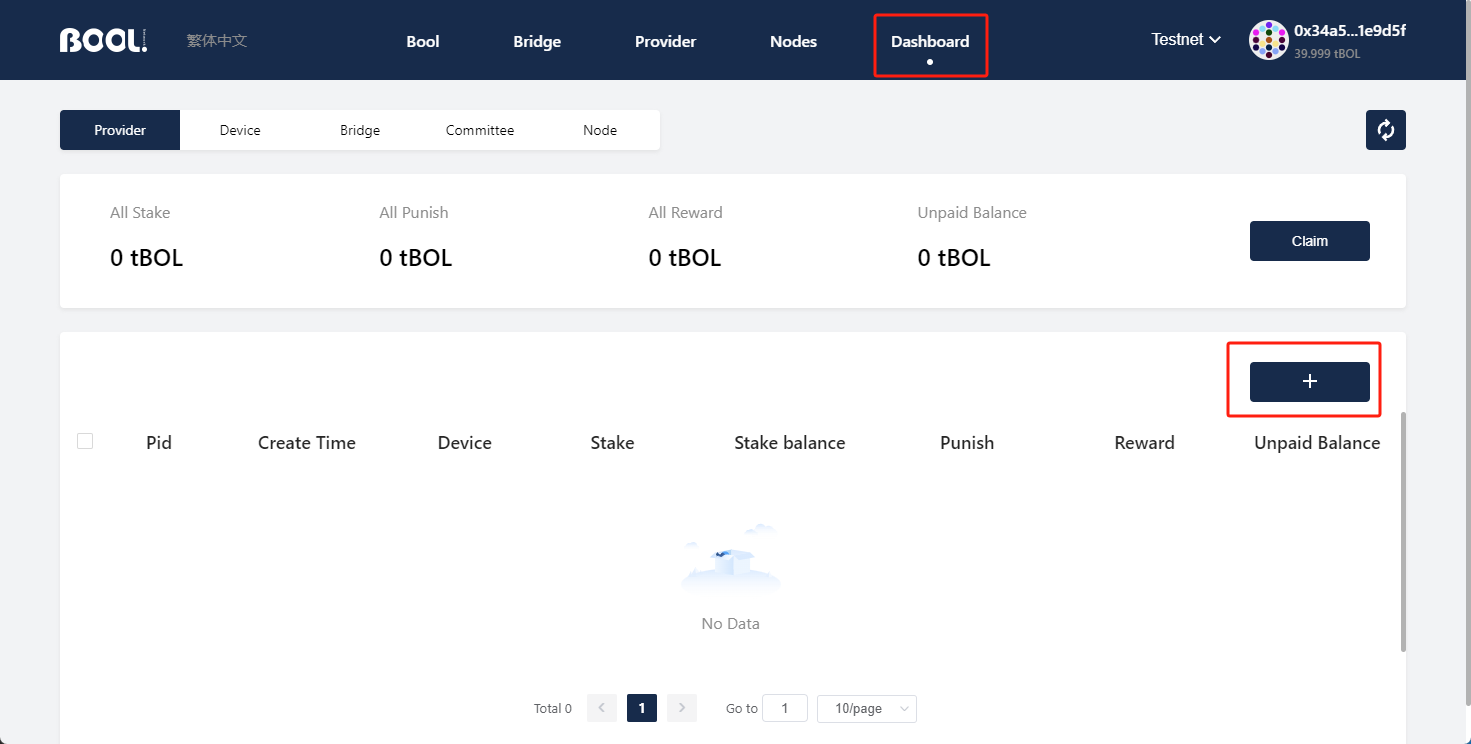 BOOL! 繁体中文 Bool Bridge Provider Nodes Dashboard Testnet 0x34a5...1e9d5f
39.999 tBOL
Provider Device Bridge Committee Node
All Stake All Punish All Reward Unpaid Balance
0 tBOL 0 tBOL 0 tBOL 0 tBOL
Claim
+
Pid Create Time Device Stake Stake balance Punish Reward Unpaid Balance
No Data
Total 0 < 1 > Go to 1 10/page